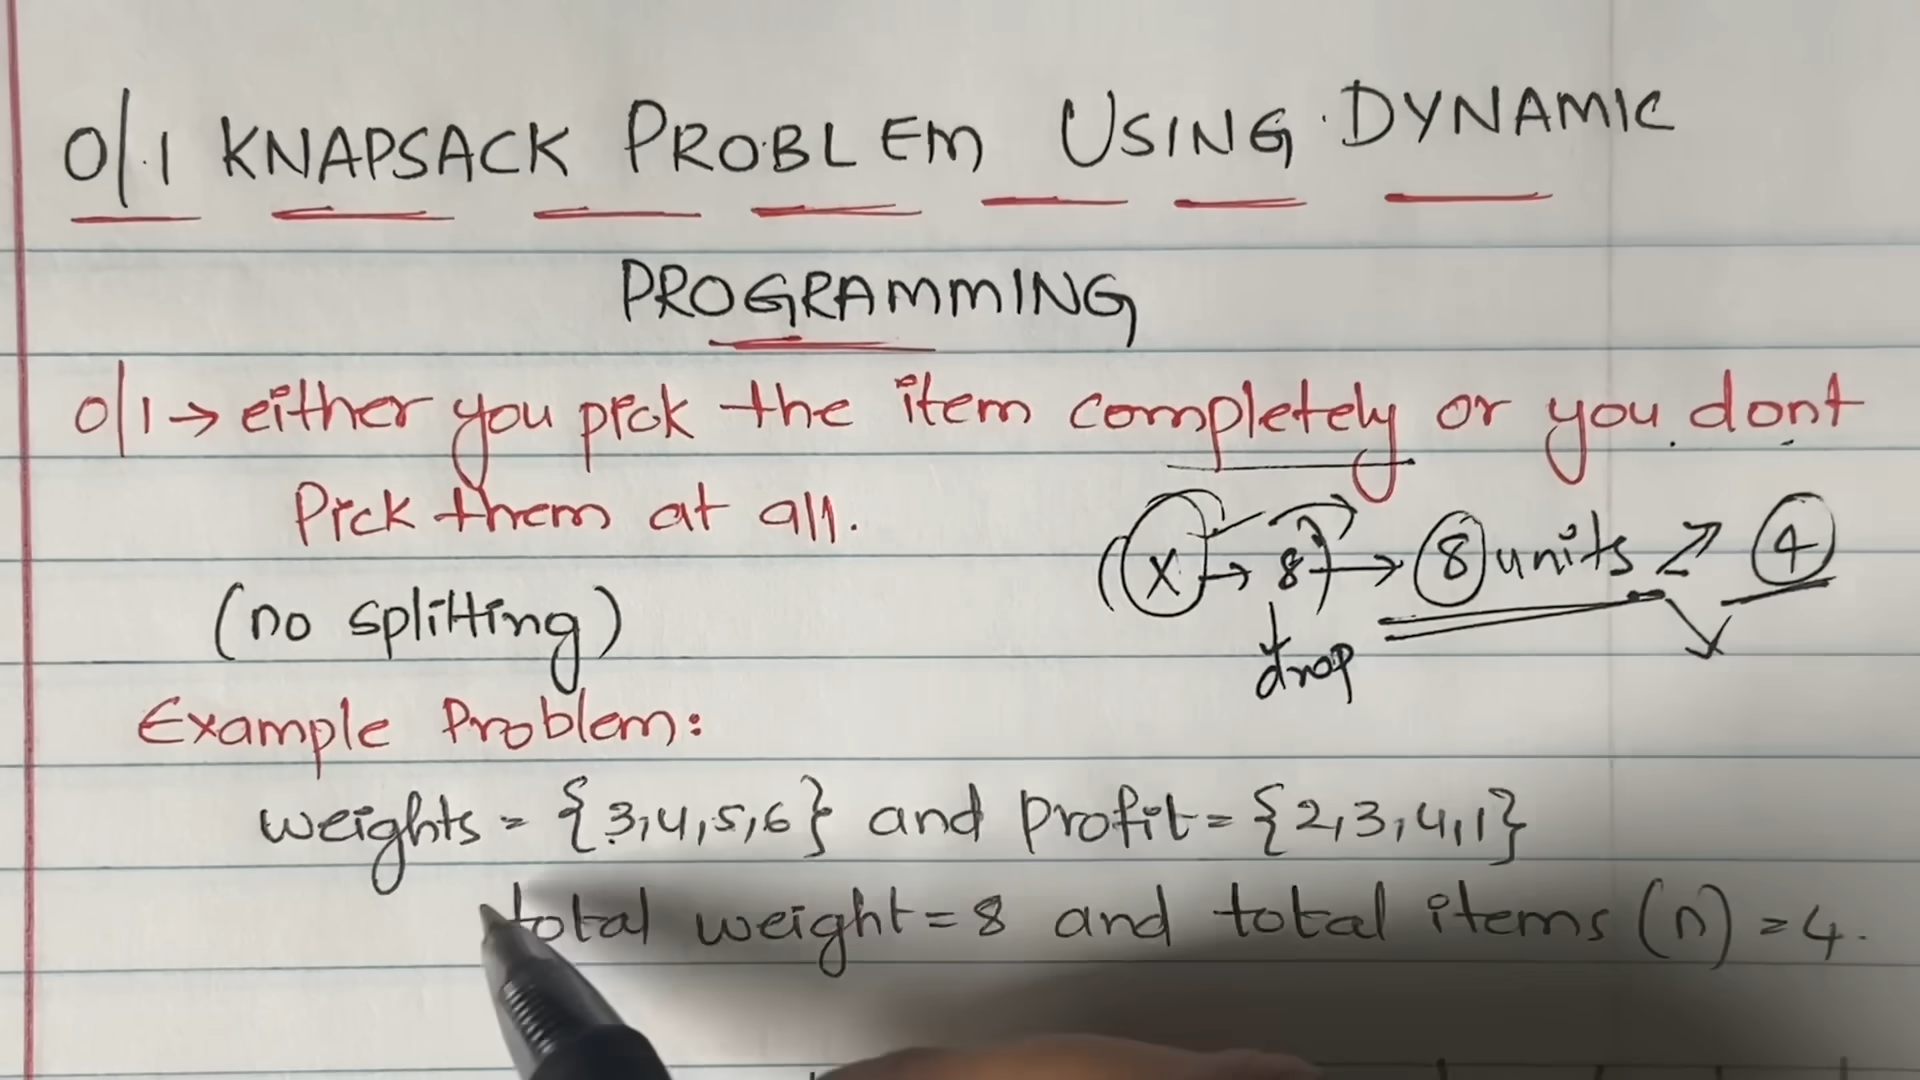 0/1 KNAPSACK PROBLEM USING DYNAMIC
PROGRAMMING
0/1 → either you pick the item completely or you dont
Pick them at all.
(no splitting)
(X → 8) → 8 units > 4
drop
Example Problem:
weights = {3,4,5,6} and Profit = {2,3,4,1}
total weight = 8 and total items (n) = 4.